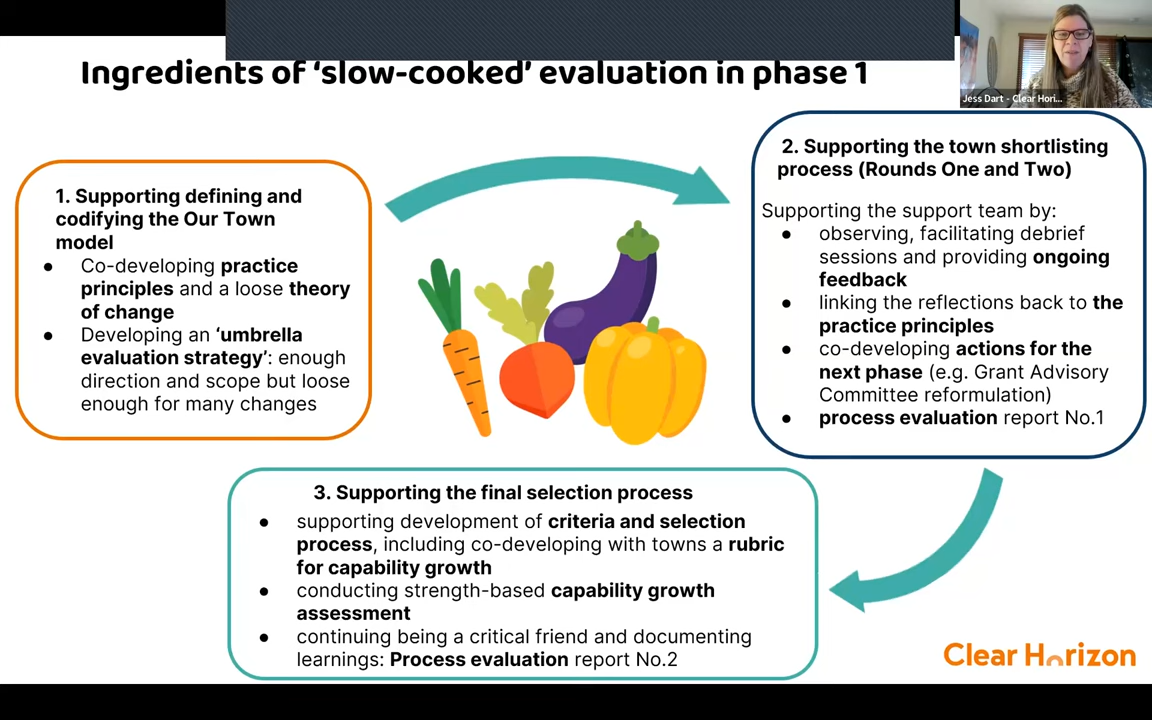 Ingredients of ‘slow-cooked’ evaluation in phase 1
Jess Dart - Clear Hori...
1. Supporting defining and
codifying the Our Town
model
● Co-developing practice
principles and a loose theory
of change
● Developing an ‘umbrella
evaluation strategy’: enough
direction and scope but loose
enough for many changes
2. Supporting the town shortlisting
process (Rounds One and Two)
Supporting the support team by:
● observing, facilitating debrief
sessions and providing ongoing
feedback
● linking the reflections back to the
practice principles
● co-developing actions for the
next phase (e.g. Grant Advisory
Committee reformulation)
● process evaluation report No.1
3. Supporting the final selection process
● supporting development of criteria and selection
process, including co-developing with towns a rubric
for capability growth
● conducting strength-based capability growth
assessment
● continuing being a critical friend and documenting
learnings: Process evaluation report No.2
Clear Horizon